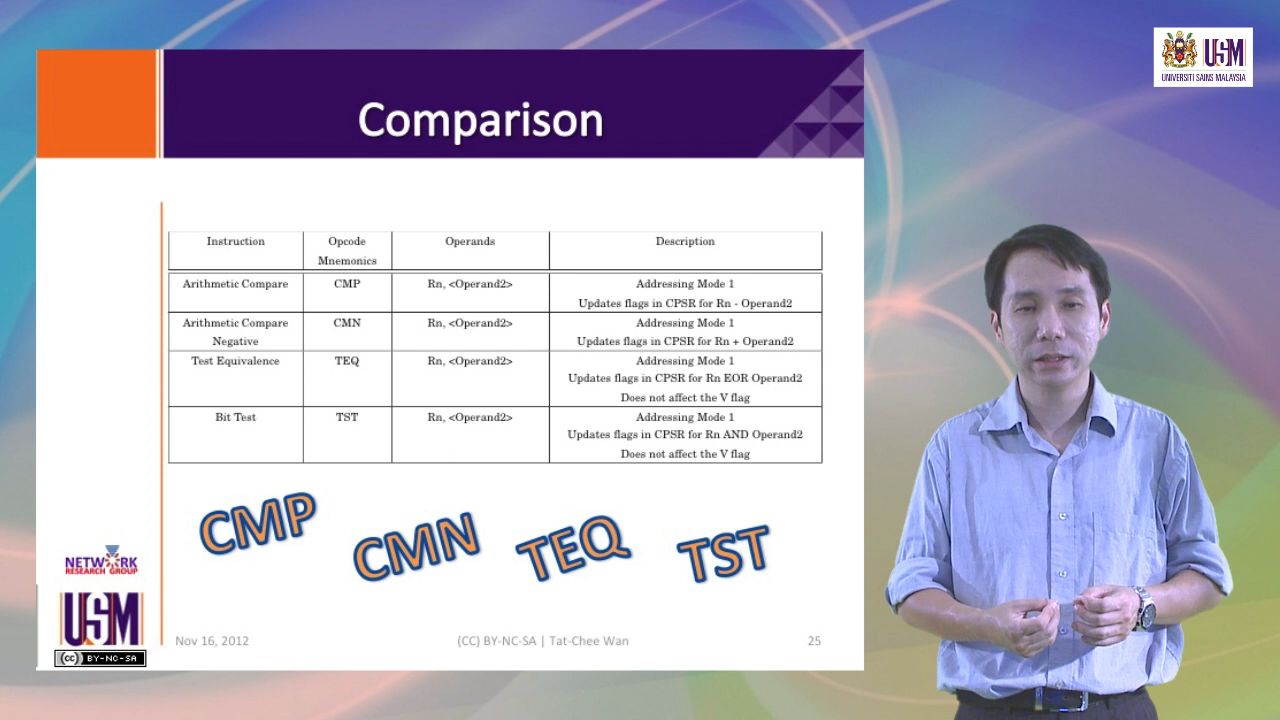 USM
UNIVERSITI SAINS MALAYSIA
Comparison
Instruction Opcode Mnemonics Operands Description
Arithmetic Compare CMP Rn, <Operand2> Addressing Mode 1
Updates flags in CPSR for Rn - Operand2
Arithmetic Compare Negative CMN Rn, <Operand2> Addressing Mode 1
Updates flags in CPSR for Rn + Operand2
Test Equivalence TEQ Rn, <Operand2> Addressing Mode 1
Updates flags in CPSR for Rn EOR Operand2
Does not affect the V flag
Bit Test TST Rn, <Operand2> Addressing Mode 1
Updates flags in CPSR for Rn AND Operand2
Does not affect the V flag
CMP CMN TEQ TST
NETWORK
RESEARCH GROUP
USM
(cc) BY-NC-SA
Nov 16, 2012 (CC) BY-NC-SA | Tat-Chee Wan 25